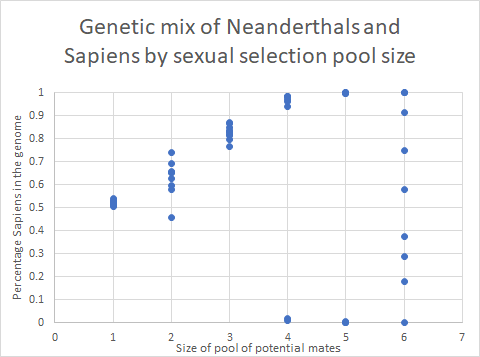 Genetic mix of Neanderthals and
Sapiens by sexual selection pool size
Percentage Sapiens in the genome
1
0.9
0.8
0.7
0.6
0.5
0.4
0.3
0.2
0.1
0
0 1 2 3 4 5 6 7
Size of pool of potential mates